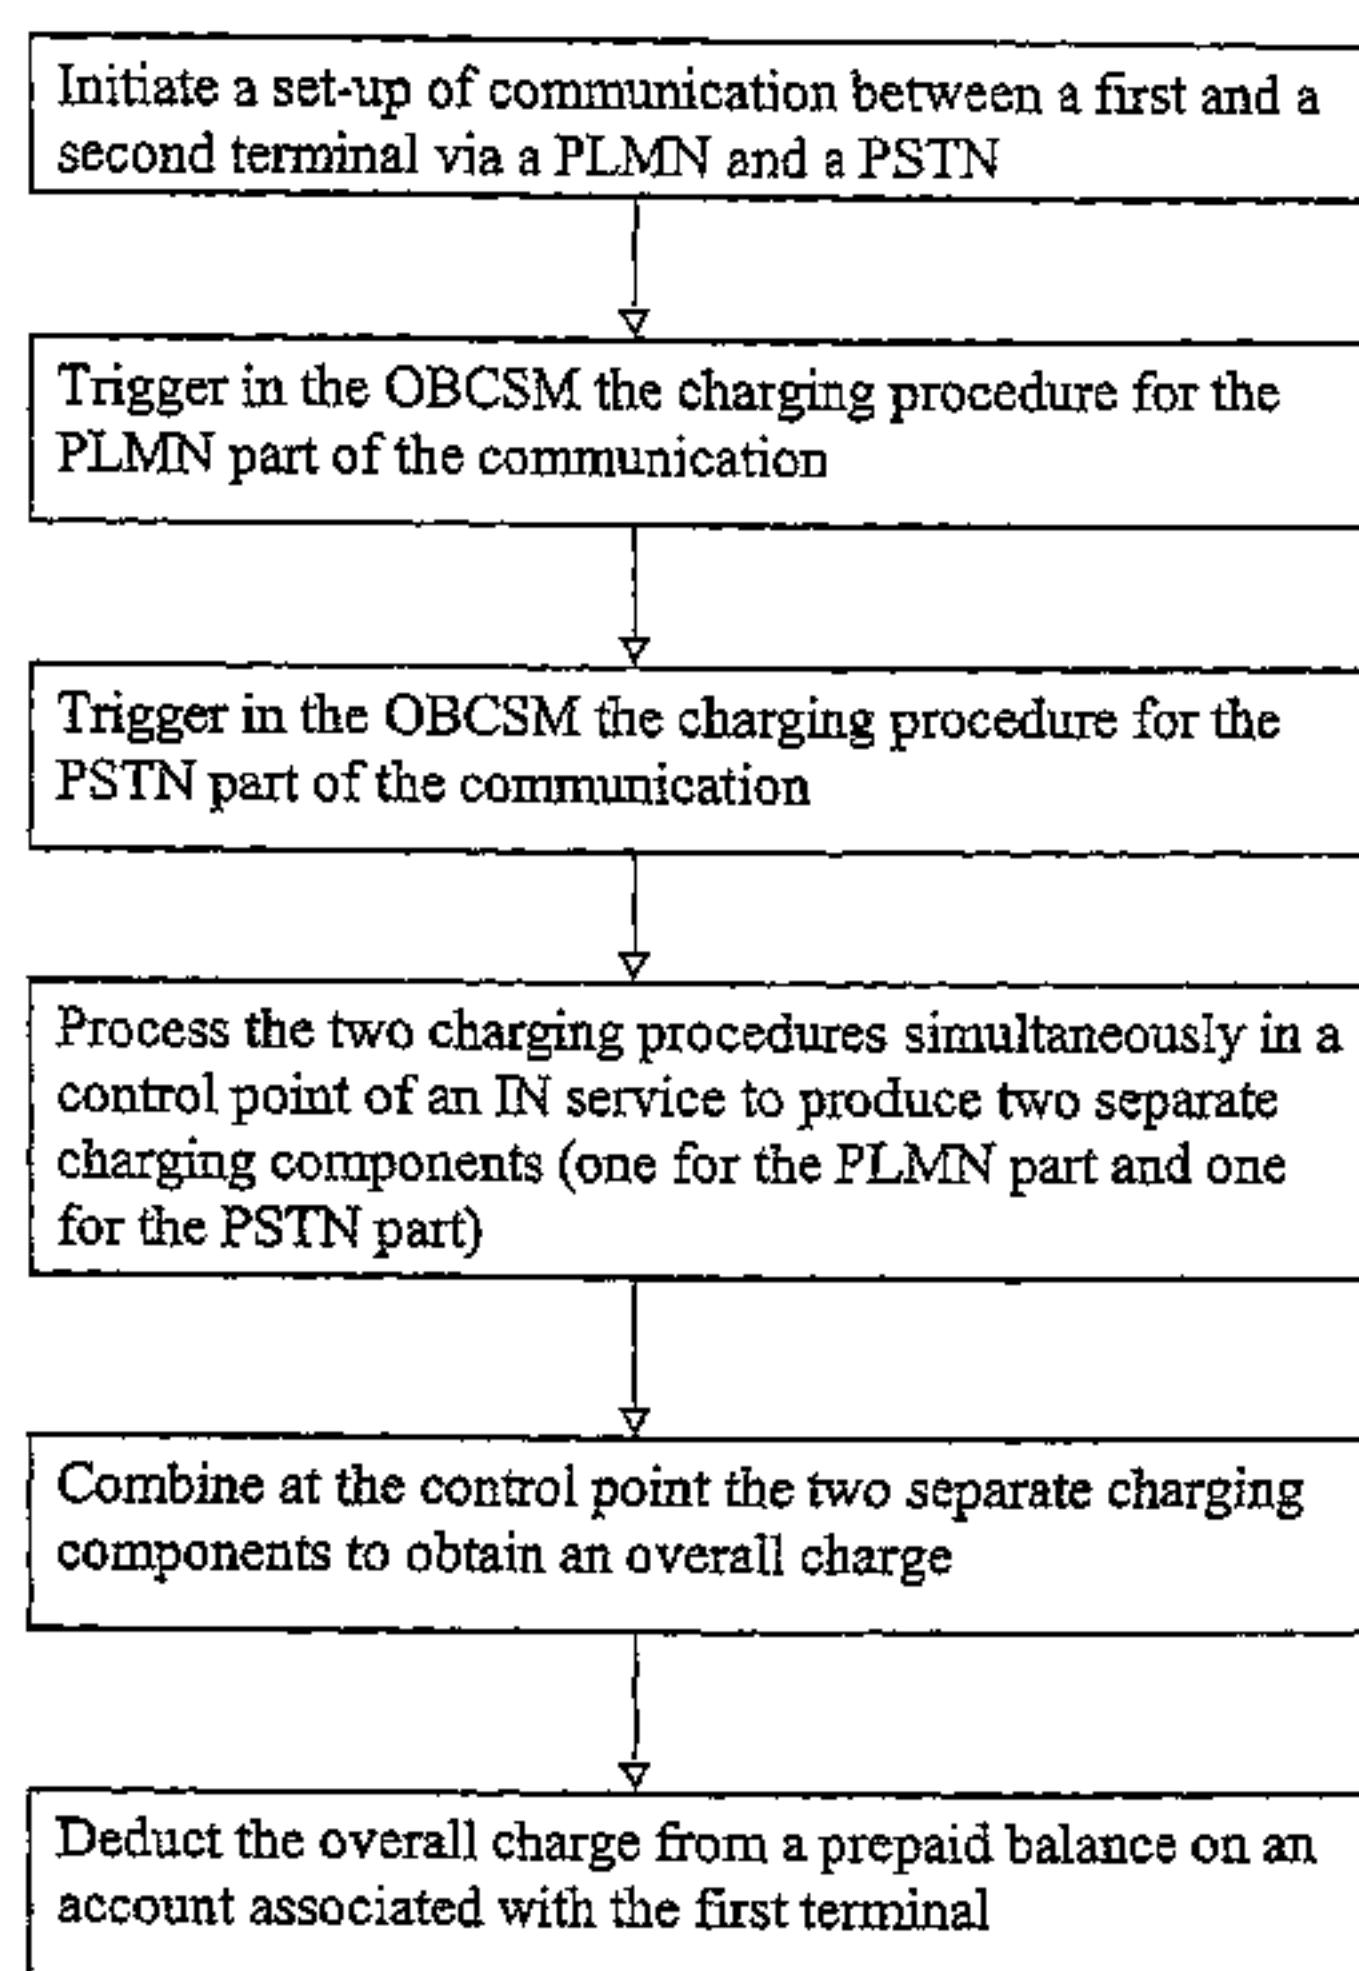 Initiate a set-up of communication between a first and a
second terminal via a PLMN and a PSTN
Trigger in the OBCSM the charging procedure for the
PLMN part of the communication
Trigger in the OBCSM the charging procedure for the
PSTN part of the communication
Process the two charging procedures simultaneously in a
control point of an IN service to produce two separate
charging components (one for the PLMN part and one
for the PSTN part)
Combine at the control point the two separate charging
components to obtain an overall charge
Deduct the overall charge from a prepaid balance on an
account associated with the first terminal